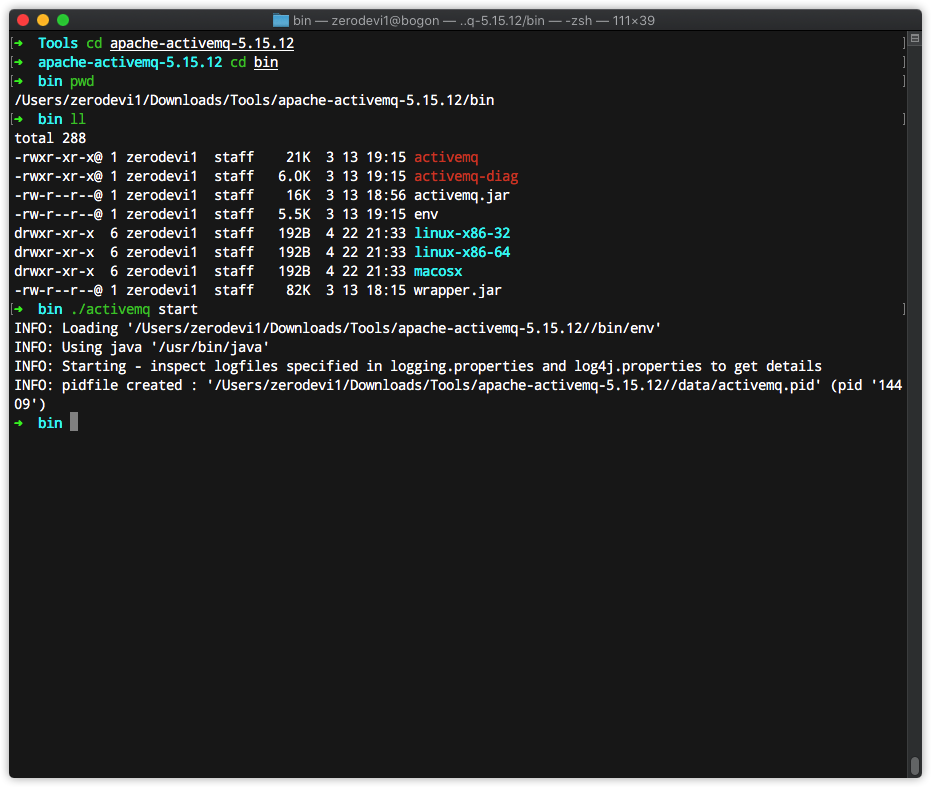 bin — zerodevi1@bogon — ..q-5.15.12/bin — -zsh — 111×39
[➜  Tools cd apache-activemq-5.15.12 ]
[➜  apache-activemq-5.15.12 cd bin ]
[➜  bin pwd ]
/Users/zerodevi1/Downloads/Tools/apache-activemq-5.15.12/bin
[➜  bin ll ]
total 288
-rwxr-xr-x@ 1 zerodevi1  staff    21K  3 13 19:15 activemq
-rwxr-xr-x@ 1 zerodevi1  staff   6.0K  3 13 19:15 activemq-diag
-rw-r--r--@ 1 zerodevi1  staff    16K  3 13 18:56 activemq.jar
-rw-r--r--@ 1 zerodevi1  staff   5.5K  3 13 19:15 env
drwxr-xr-x  6 zerodevi1  staff   192B  4 22 21:33 linux-x86-32
drwxr-xr-x  6 zerodevi1  staff   192B  4 22 21:33 linux-x86-64
drwxr-xr-x  6 zerodevi1  staff   192B  4 22 21:33 macosx
-rw-r--r--@ 1 zerodevi1  staff    82K  3 13 18:15 wrapper.jar
[➜  bin ./activemq start ]
INFO: Loading '/Users/zerodevi1/Downloads/Tools/apache-activemq-5.15.12//bin/env'
INFO: Using java '/usr/bin/java'
INFO: Starting - inspect logfiles specified in logging.properties and log4j.properties to get details
INFO: pidfile created : '/Users/zerodevi1/Downloads/Tools/apache-activemq-5.15.12//data/activemq.pid' (pid '144
09')
➜  bin